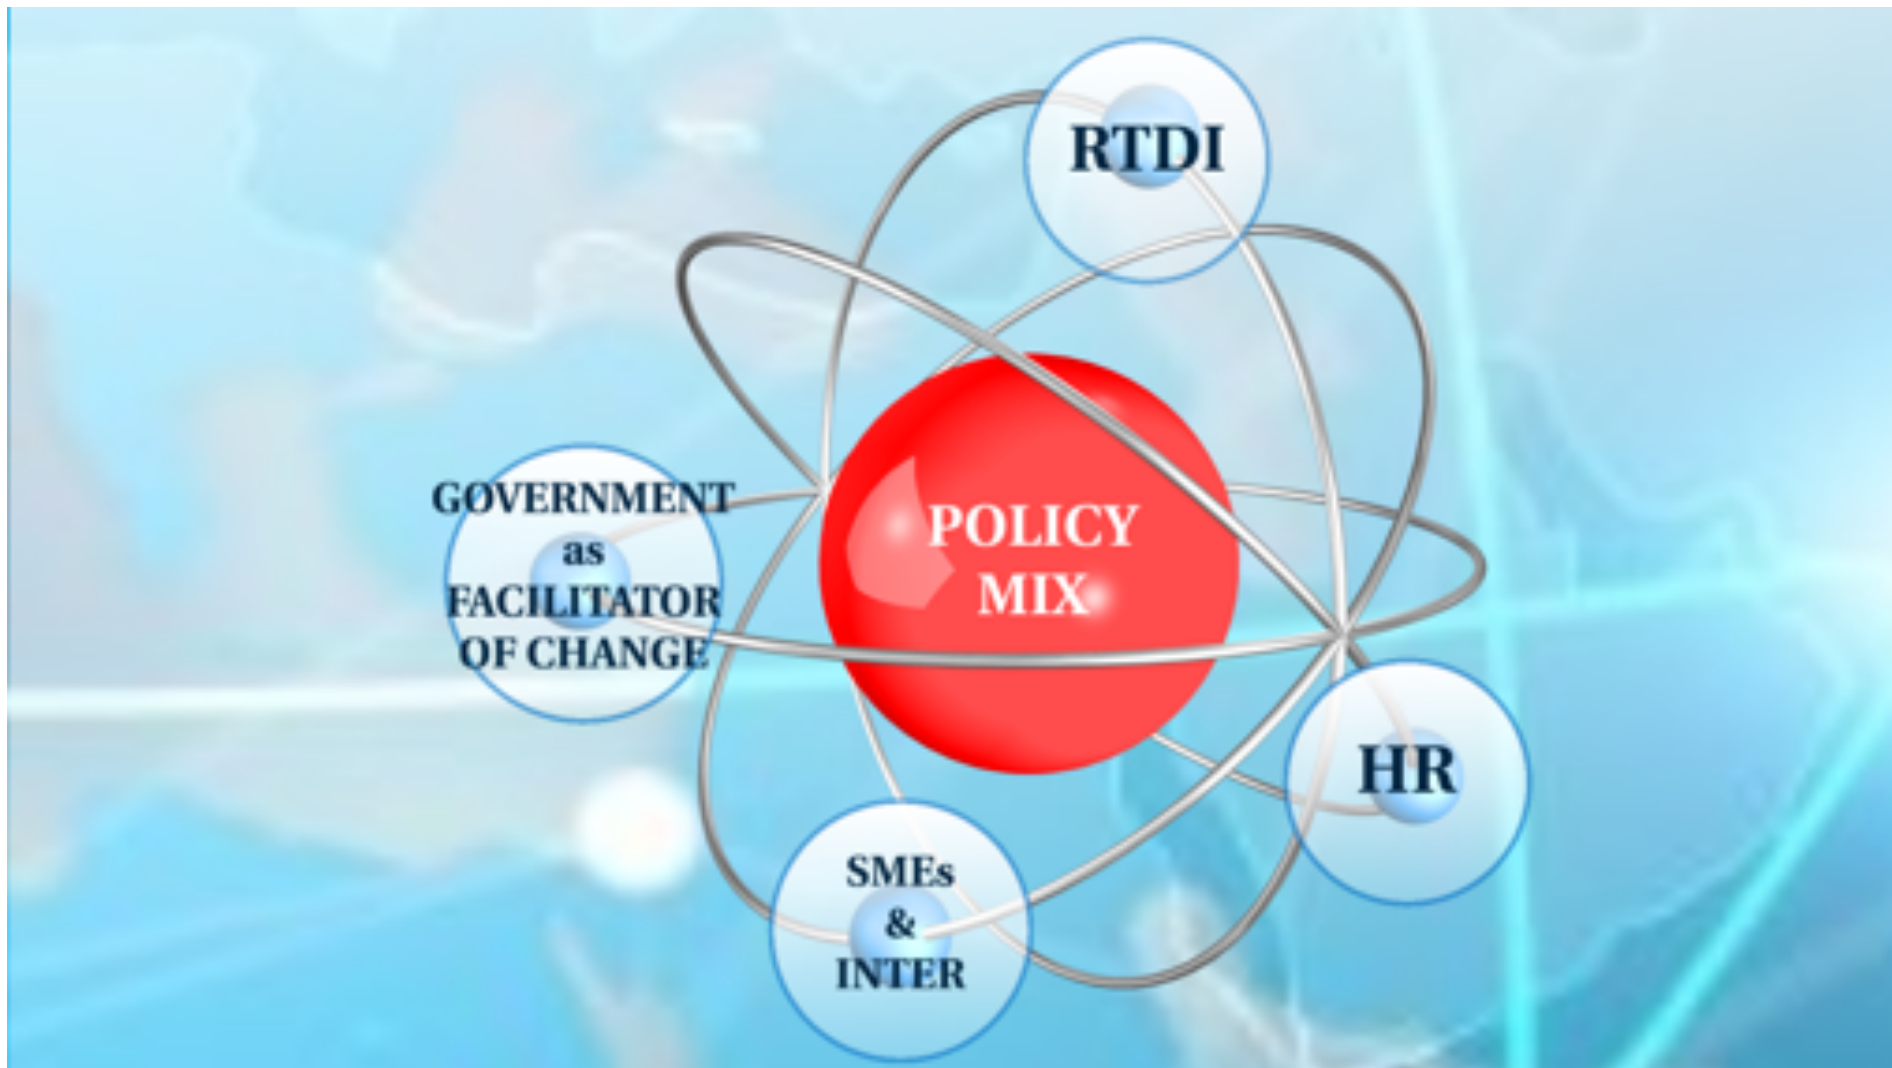 RTDI
GOVERNMENT
as
FACILITATOR
OF CHANGE
POLICY
MIX
HR
SMEs
&
INTER